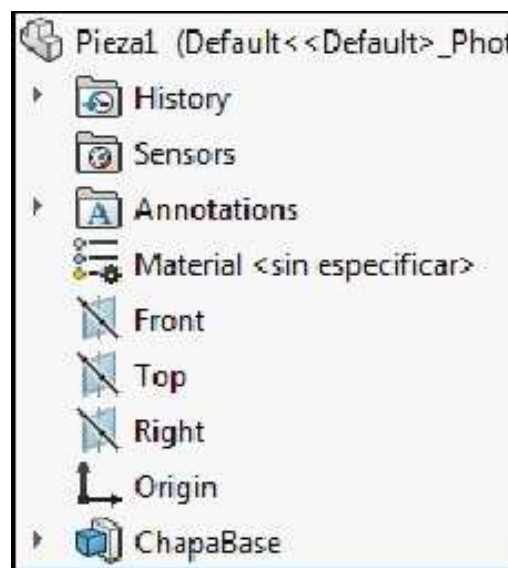 Pieza1 (Default<<Default>_Phot
History
Sensors
A Annotations
Material <sin especificar>
Front
Top
Right
Origin
ChapaBase